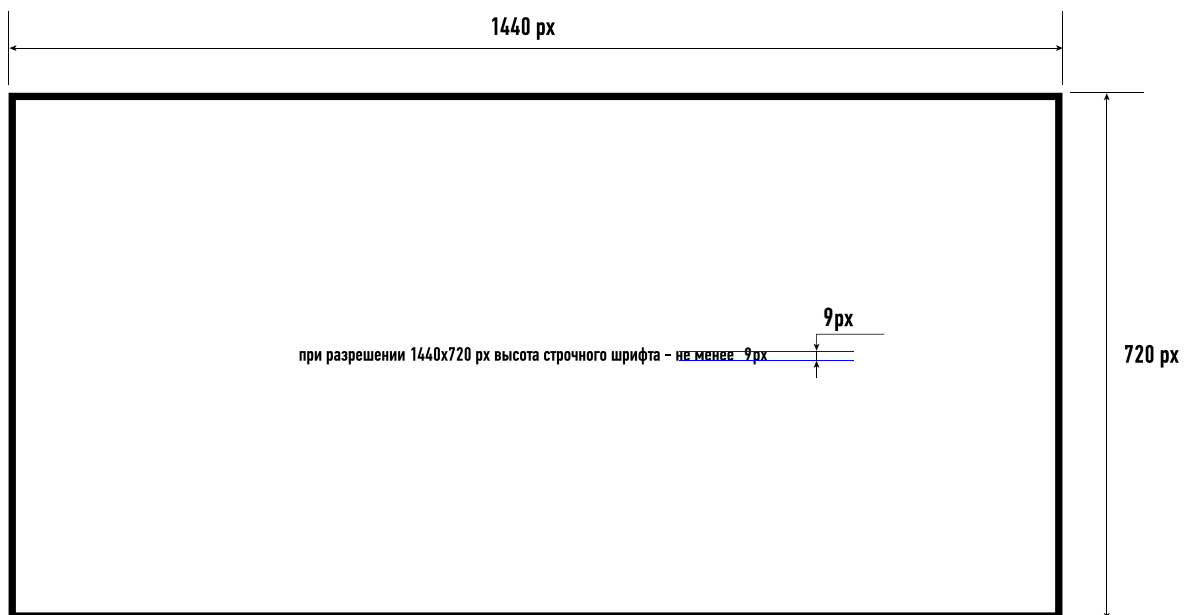 1440 px
9px
при разрешении 1440х720 px высота строчного шрифта – не менее 9px
720 px